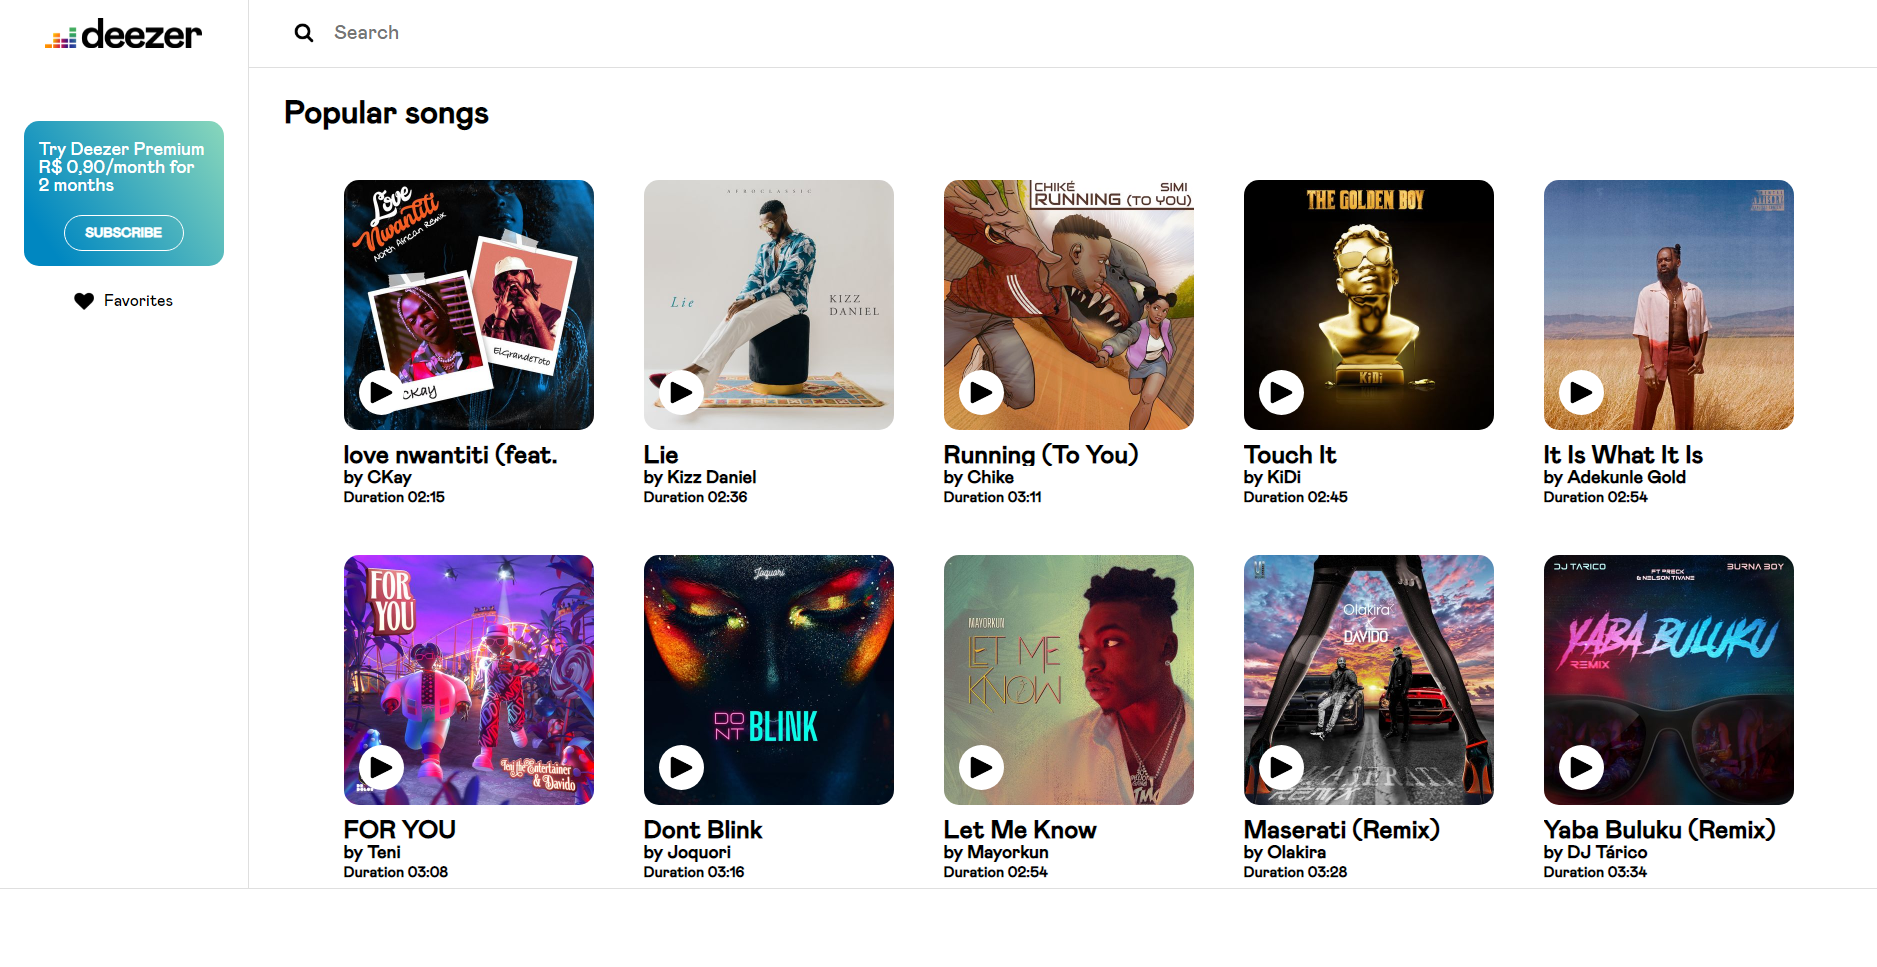 deezer
Search
Try Deezer Premium
R$ 0,90/month for
2 months
SUBSCRIBE
Favorites
Popular songs
Love
Nwantiti
North African Remix
ElGrandeToto
CKay
love nwantiti (feat.
by CKay
Duration 02:15
AFROCLASSIC
Lie
KIZZ
DANIEL
Lie
by Kizz Daniel
Duration 02:36
CHIKÉ
SIMI
RUNNING (TO YOU)
Running (To You)
by Chike
Duration 03:11
THE GOLDEN BOY
KiDi
Touch It
by KiDi
Duration 02:45
It Is What It Is
by Adekunle Gold
Duration 02:54
FOR
YOU
Teni the Entertainer
& Davido
FOR YOU
by Teni
Duration 03:08
Joquori
DO
NT
BLINK
Dont Blink
by Joquori
Duration 03:16
MAYORKUN
LET ME
KNOW
Let Me Know
by Mayorkun
Duration 02:54
Olakira
DAVIDO
MASERATI
REMIX
Maserati (Remix)
by Olakira
Duration 03:28
DJ TARICO
FT PRECK
& NELSON TIVANE
BURNA BOY
YABA BULUKU
REMIX
Yaba Buluku (Remix)
by DJ Tárico
Duration 03:34